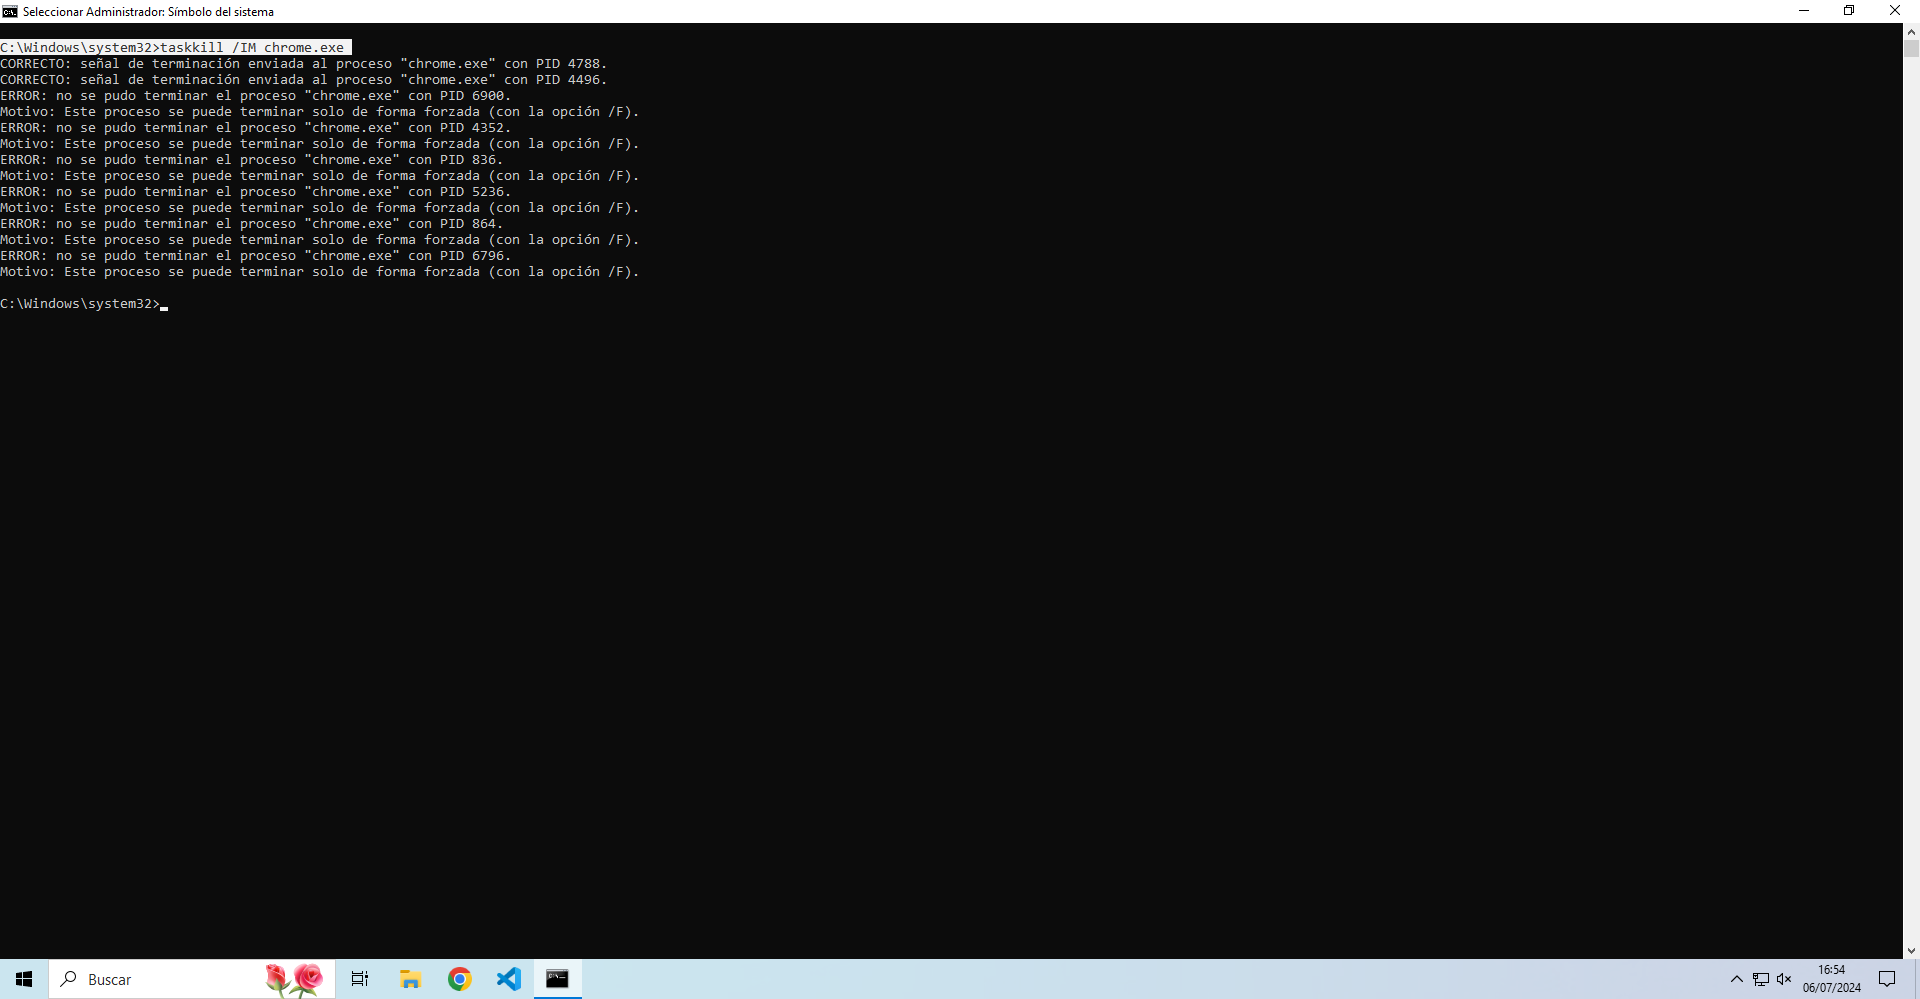 Seleccionar Administrador: Símbolo del sistema
C:\Windows\system32>taskkill /IM chrome.exe
CORRECTO: señal de terminación enviada al proceso "chrome.exe" con PID 4788.
CORRECTO: señal de terminación enviada al proceso "chrome.exe" con PID 4496.
ERROR: no se pudo terminar el proceso "chrome.exe" con PID 6900.
Motivo: Este proceso se puede terminar solo de forma forzada (con la opción /F).
ERROR: no se pudo terminar el proceso "chrome.exe" con PID 4352.
Motivo: Este proceso se puede terminar solo de forma forzada (con la opción /F).
ERROR: no se pudo terminar el proceso "chrome.exe" con PID 836.
Motivo: Este proceso se puede terminar solo de forma forzada (con la opción /F).
ERROR: no se pudo terminar el proceso "chrome.exe" con PID 5236.
Motivo: Este proceso se puede terminar solo de forma forzada (con la opción /F).
ERROR: no se pudo terminar el proceso "chrome.exe" con PID 864.
Motivo: Este proceso se puede terminar solo de forma forzada (con la opción /F).
ERROR: no se pudo terminar el proceso "chrome.exe" con PID 6796.
Motivo: Este proceso se puede terminar solo de forma forzada (con la opción /F).
C:\Windows\system32>
Buscar
16:54
06/07/2024